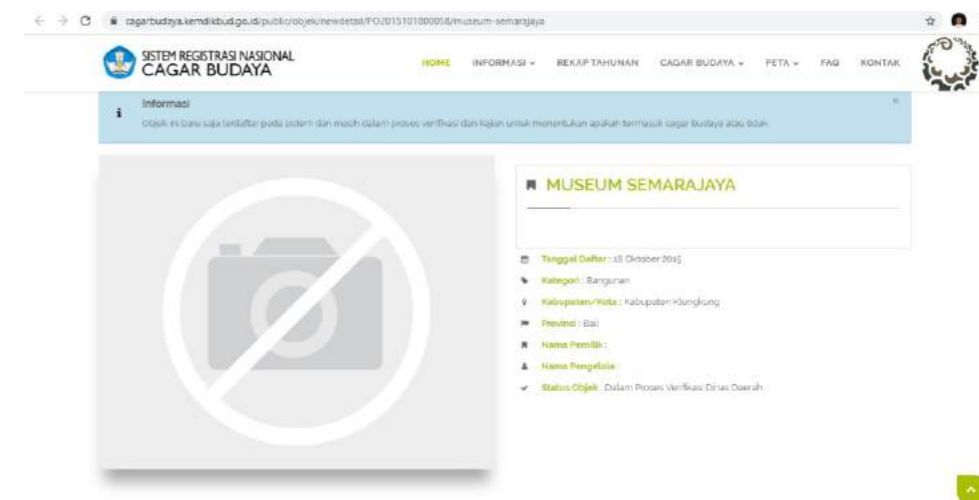 cagarbudaya.kemdikbud.go.id/public/objek/newdetail/PO2015101800058/museum-semarajaya
SISTEM REGISTRASI NASIONAL
CAGAR BUDAYA
HOME INFORMASI REKAP TAHUNAN CAGAR BUDAYA PETA FAQ KONTAK
Informasi
Objek ini baru saja terdaftar pada sistem dan masih dalam proses verifikasi dan kajian untuk menentukan apakah termasuk cagar budaya atau tidak.
MUSEUM SEMARAJAYA
Tanggal Daftar : 18 Oktober 2015
Kategori : Bangunan
Kabupaten/Kota : Kabupaten Klungkung
Provinsi : Bali
Nama Pemilik :
Nama Pengelola :
Status Objek : Dalam Proses Verifikasi Dinas Daerah